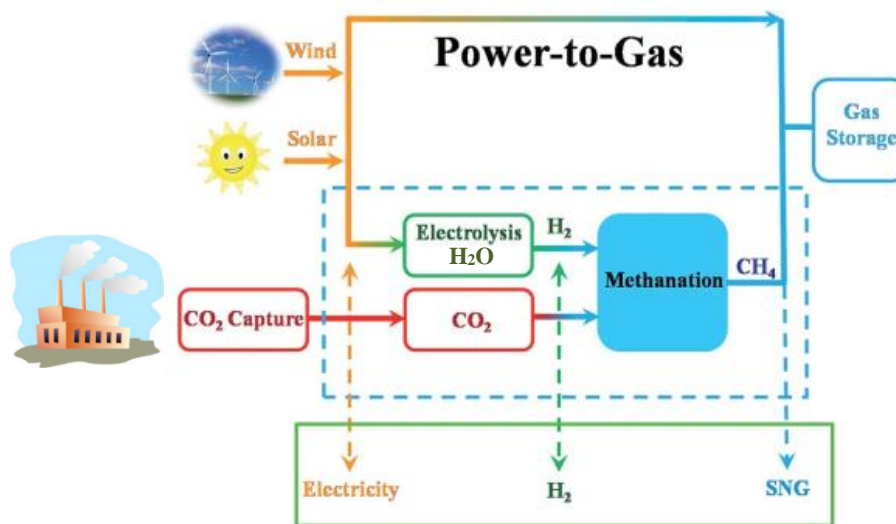 Power-to-Gas
Wind
Solar
Gas
Storage
Electrolysis
H₂O
H₂
Methanation
CH₄
CO₂ Capture
CO₂
Electricity
H₂
SNG